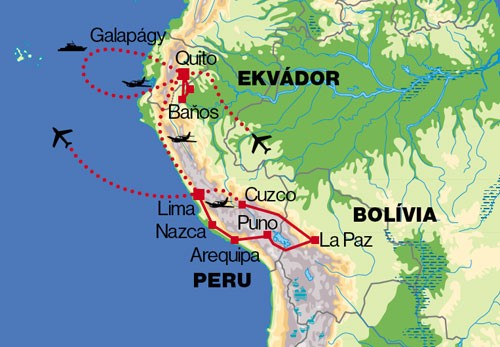 Galapágy
Quito
EKVÁDOR
Baños
Lima
Cuzco
BOLÍVIA
Nazca
Puno
La Paz
Arequipa
PERU